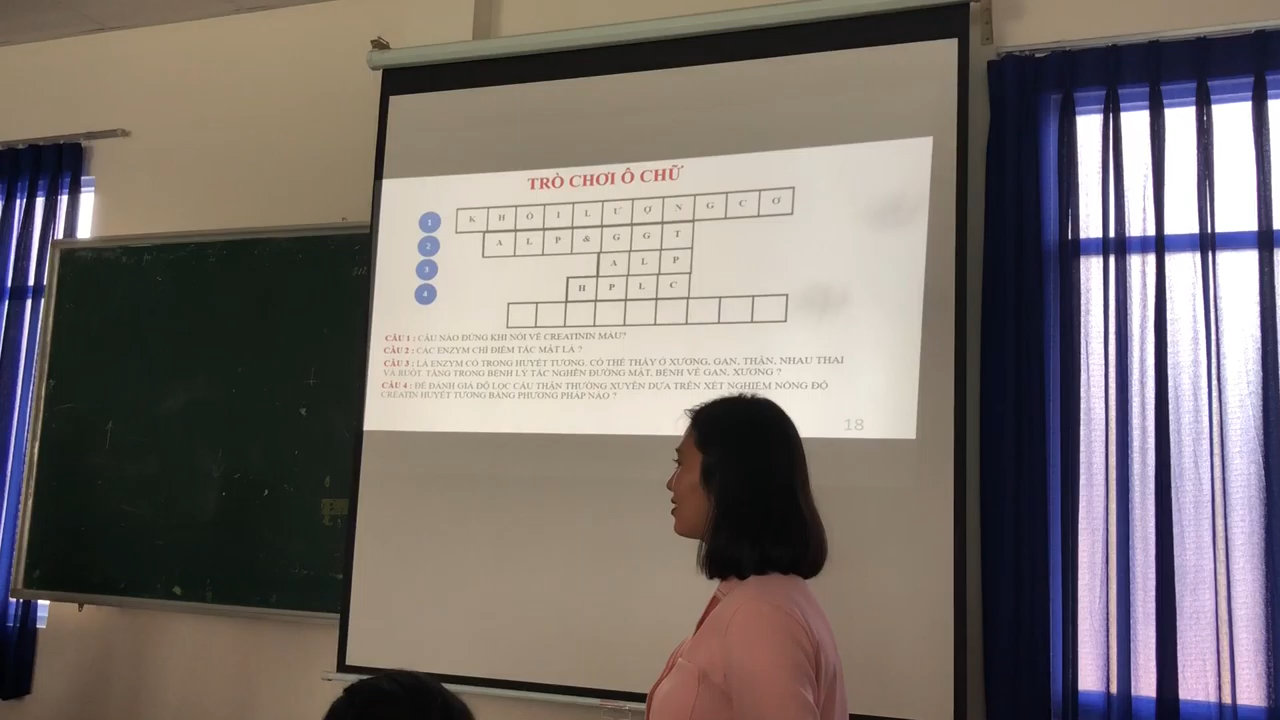 TRÒ CHƠI Ô CHỮ
1 K H Ố I L Ư Ợ N G C Ơ
2 A L P & G G T
3 A L P
4 H P L C
CÂU 1 : CÂU NÀO ĐÚNG KHI NÓI VỀ CREATININ MÁU?
CÂU 2 : CÁC ENZYM CHỈ ĐIỂM TẮC MẬT LÀ ?
CÂU 3 : LÀ ENZYM CÓ TRONG HUYẾT TƯƠNG, CÓ THỂ THẤY Ở XƯƠNG, GAN, THẬN, NHAU THAI
VÀ RUỘT. TĂNG TRONG BỆNH LÝ TẮC NGHẼN ĐƯỜNG MẬT, BỆNH VỀ GAN, XƯƠNG ?
CÂU 4 : ĐỂ ĐÁNH GIÁ ĐỘ LỌC CẦU THẬN THƯỜNG XUYÊN DỰA TRÊN XÉT NGHIỆM NỒNG ĐỘ
CREATIN HUYẾT TƯƠNG BẰNG PHƯƠNG PHÁP NÀO ?
18